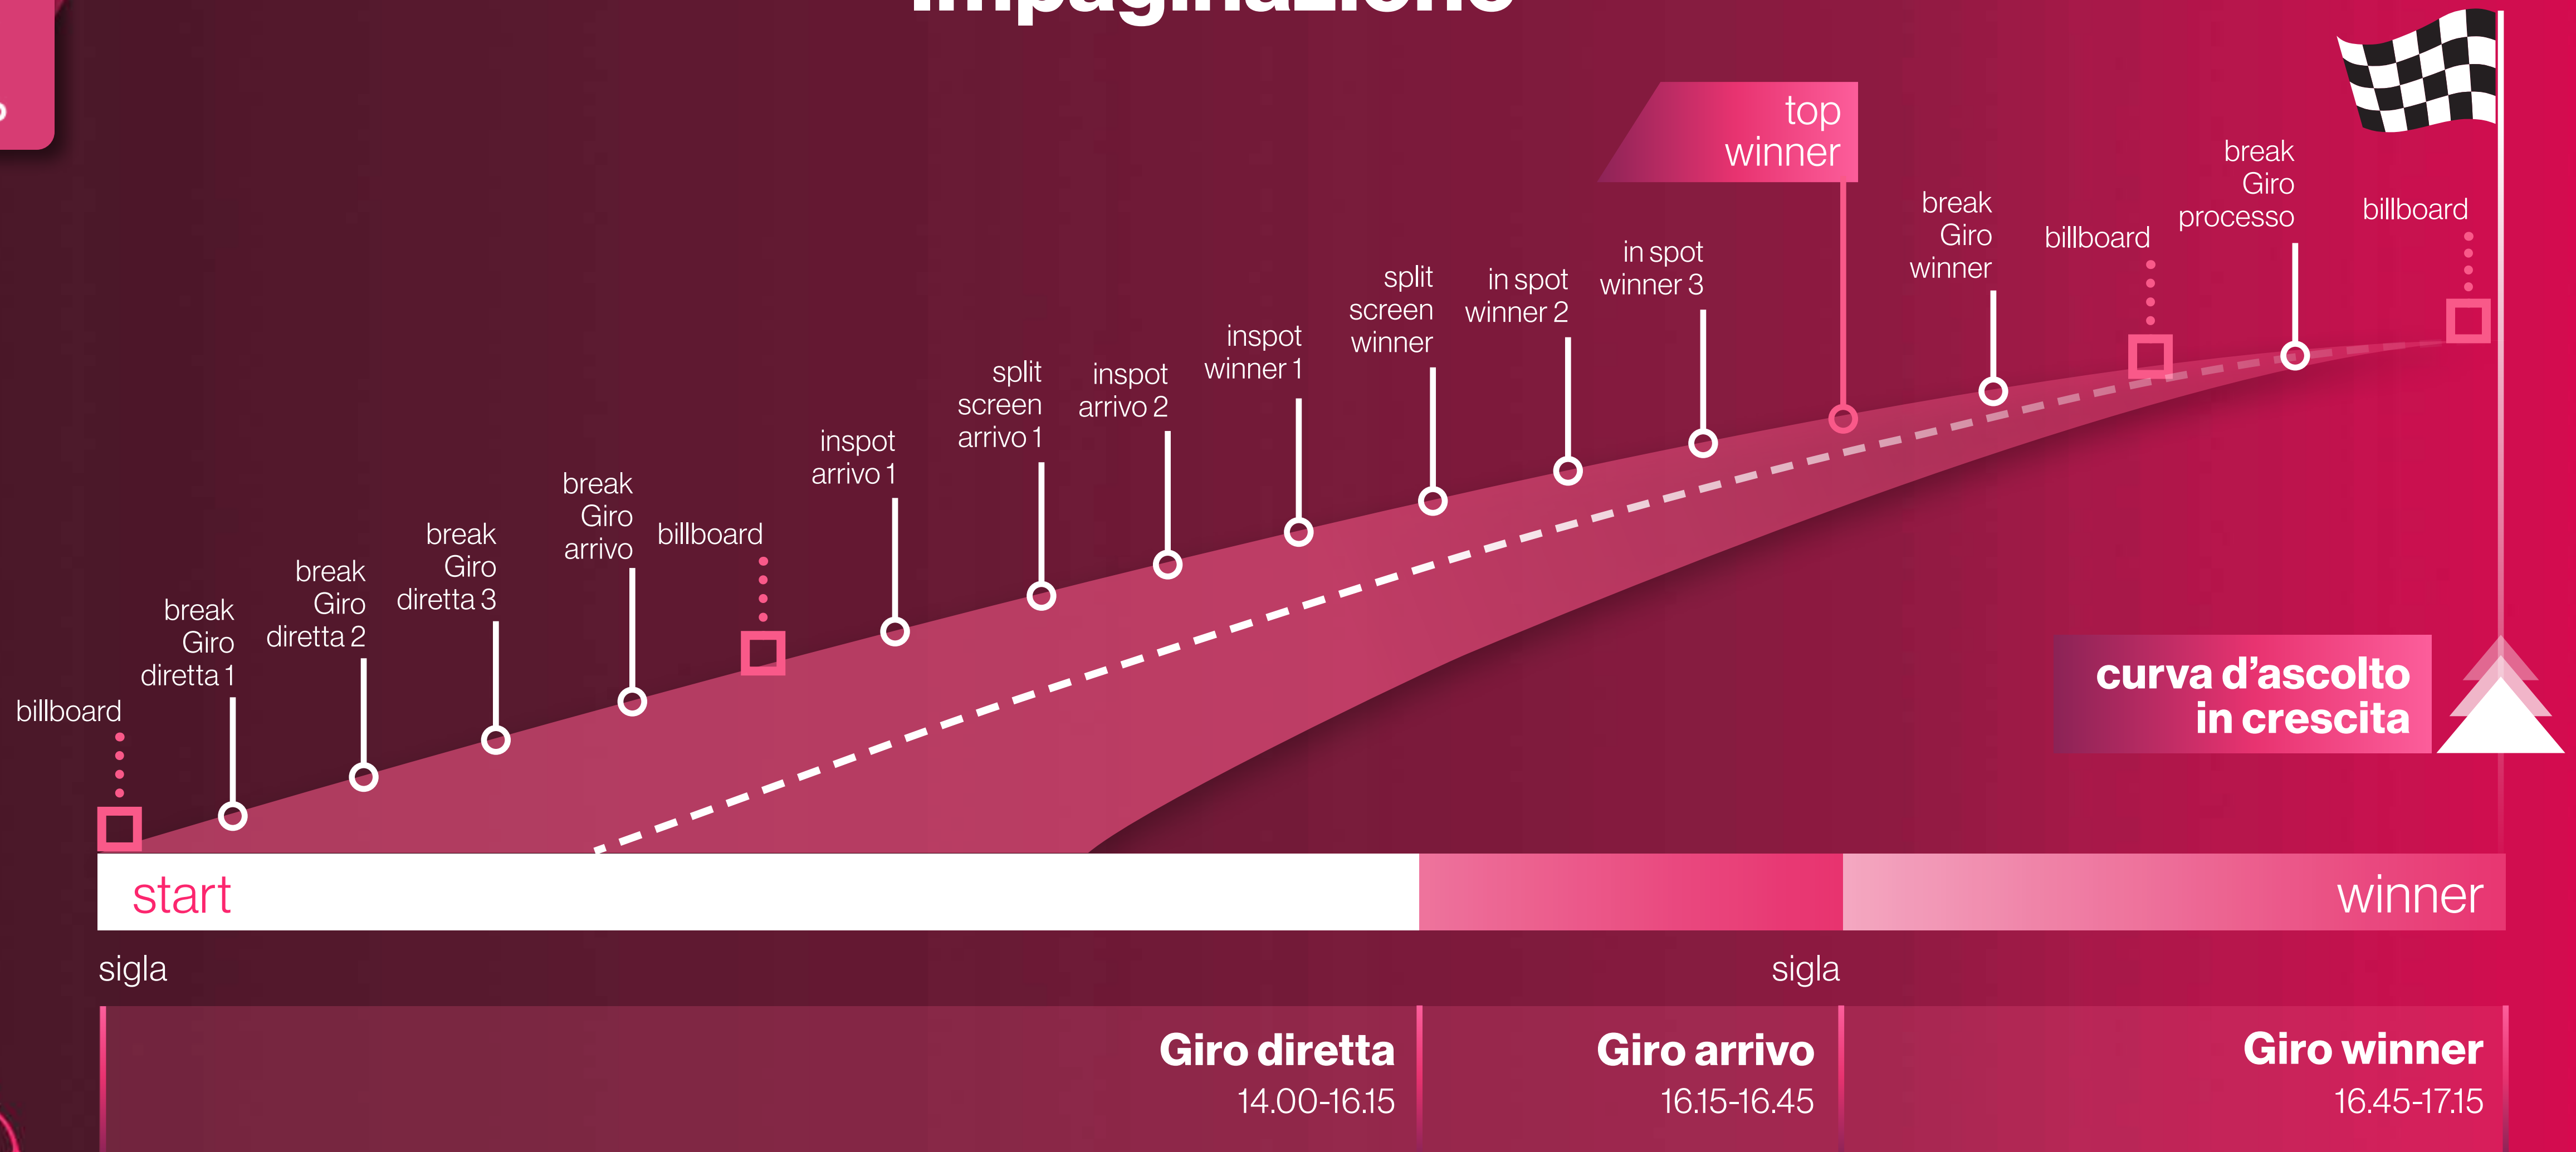 impaginazione
top
winner
break
Giro
processo
billboard
break
Giro
winner
billboard
in spot
winner 3
in spot
winner 2
split
screen
winner
inspot
winner 1
inspot
arrivo 2
split
screen
arrivo 1
inspot
arrivo 1
billboard
break
Giro
arrivo
break
Giro
diretta 3
break
Giro
diretta 2
break
Giro
diretta 1
billboard
curva d’ascolto
in crescita
start
winner
sigla
sigla
Giro diretta
14.00-16.15
Giro arrivo
16.15-16.45
Giro winner
16.45-17.15